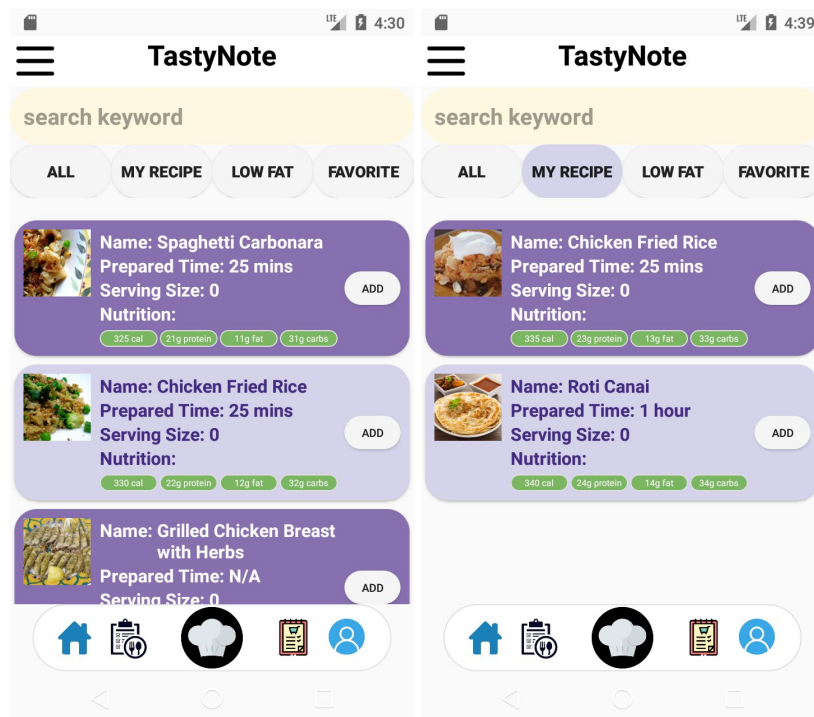 LTE 4:30
TastyNote
search keyword
ALL MY RECIPE LOW FAT FAVORITE
Name: Spaghetti Carbonara
Prepared Time: 25 mins
Serving Size: 0
ADD
Nutrition:
325 cal 21g protein 11g fat 31g carbs
Name: Chicken Fried Rice
Prepared Time: 25 mins
Serving Size: 0
ADD
Nutrition:
330 cal 22g protein 12g fat 32g carbs
Name: Grilled Chicken Breast
with Herbs
Prepared Time: N/A
ADD
Serving Size: 0
LTE 4:39
TastyNote
search keyword
ALL MY RECIPE LOW FAT FAVORITE
Name: Chicken Fried Rice
Prepared Time: 25 mins
Serving Size: 0
ADD
Nutrition:
335 cal 23g protein 13g fat 33g carbs
Name: Roti Canai
Prepared Time: 1 hour
Serving Size: 0
ADD
Nutrition:
340 cal 24g protein 14g fat 34g carbs